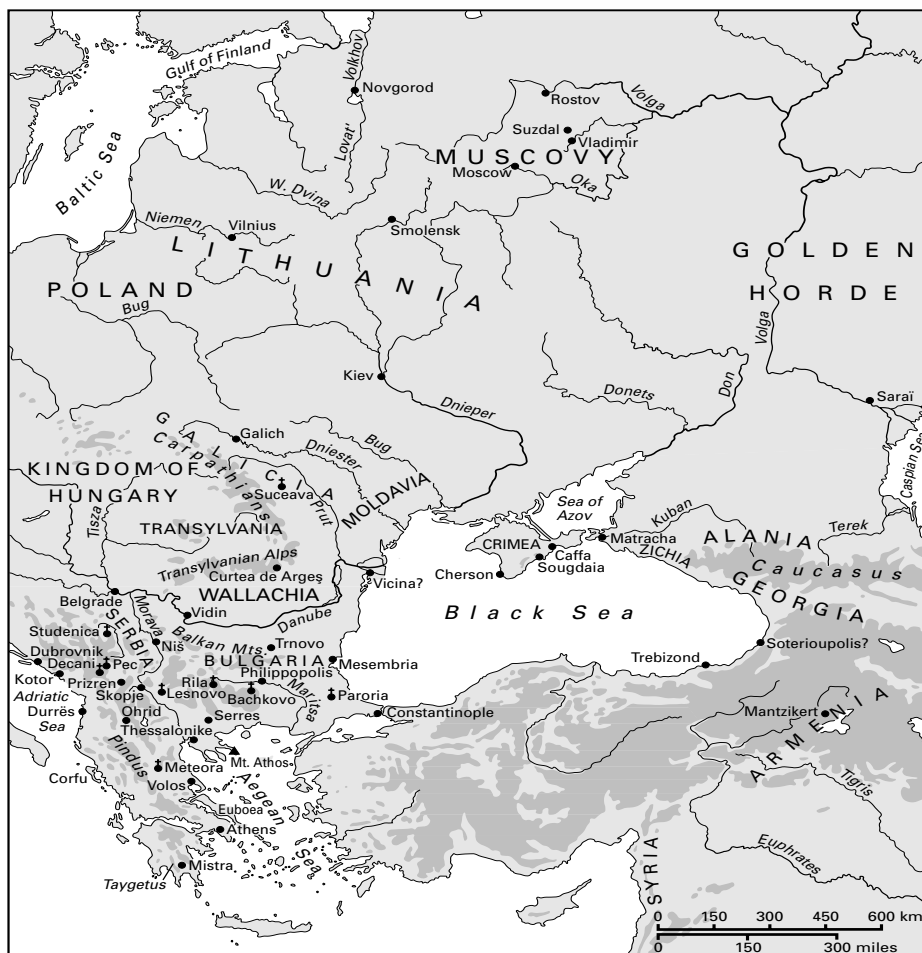 Gulf of Finland
Volkhov
Novgorod
Rostov
Volga
Baltic Sea
Lovat'
Suzdal
Vladimir
MUSCOVY
Moscow
Oka
W. Dvina
Niemen
Vilnius
Smolensk
LITHUANIA
GOLDEN
HORDE
POLAND
Bug
Volga
Kiev
Dnieper
Donets
Don
Saraï
Caspian Sea
GALICIA
Galich
Carpathians
Dniester
Bug
KINGDOM OF
HUNGARY
Suceava
Prut
MOLDAVIA
Tisza
TRANSYLVANIA
Sea of
Azov
Kuban
Matracha
ZICHIA
ALANIA
Terek
CRIMEA
Caffa
Sougdaia
Cherson
Caucasus
GEORGIA
Transylvanian Alps
Curtea de Argeş
WALLACHIA
Vicina?
Belgrade
Vidin
Danube
Black Sea
Morava
SERBIA
Studenica
Balkan Mts.
Niš
Trnovo
BULGARIA
Mesembria
Soterioupolis?
Trebizond
Dubrovnik
Decani
Pec
Philippopolis
Kotor
Prizren
Rila
Skopje
Lesnovo
Bachkovo
Maritsa
Paroria
Adriatic
Sea
Durrës
Ohrid
Serres
Constantinople
Thessalonike
Mantzikert
ARMENIA
Pindus
Mt. Athos
Meteora
Corfu
Volos
Aegean
Sea
Euboea
Athens
Tigris
Euphrates
Mistra
Taygetus
SYRIA
0 150 300 450 600 km
0 150 300 miles